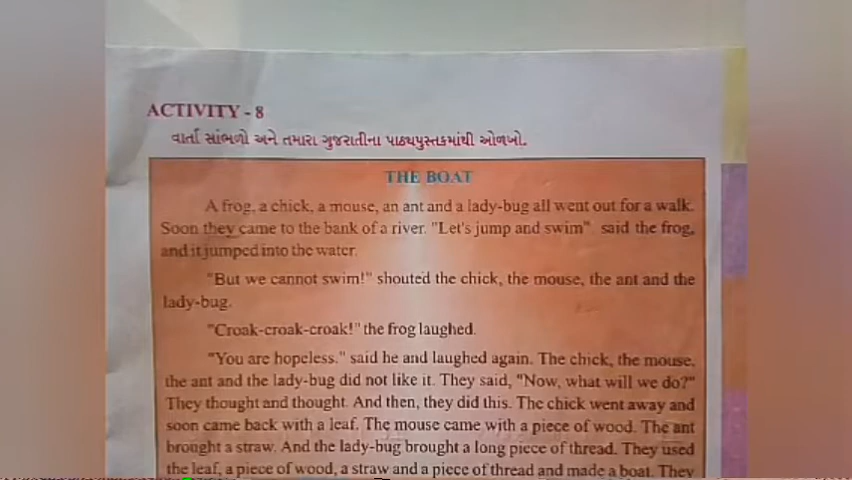 ACTIVITY - 8
વાર્તા સાંભળો અને તમારા ગુજરાતીના પાઠ્યપુસ્તકમાંથી ઓળખો.
THE BOAT
A frog, a chick, a mouse, an ant and a lady-bug all went out for a walk.
Soon they came to the bank of a river. "Let's jump and swim" said the frog,
and it jumped into the water.
"But we cannot swim!" shouted the chick, the mouse, the ant and the
lady-bug.
"Croak-croak-croak!" the frog laughed.
"You are hopeless." said he and laughed again. The chick, the mouse,
the ant and the lady-bug did not like it. They said, "Now, what will we do?"
They thought and thought. And then, they did this. The chick went away and
soon came back with a leaf. The mouse came with a piece of wood. The ant
brought a straw. And the lady-bug brought a long piece of thread. They used
the leaf, a piece of wood, a straw and a piece of thread and made a boat. They